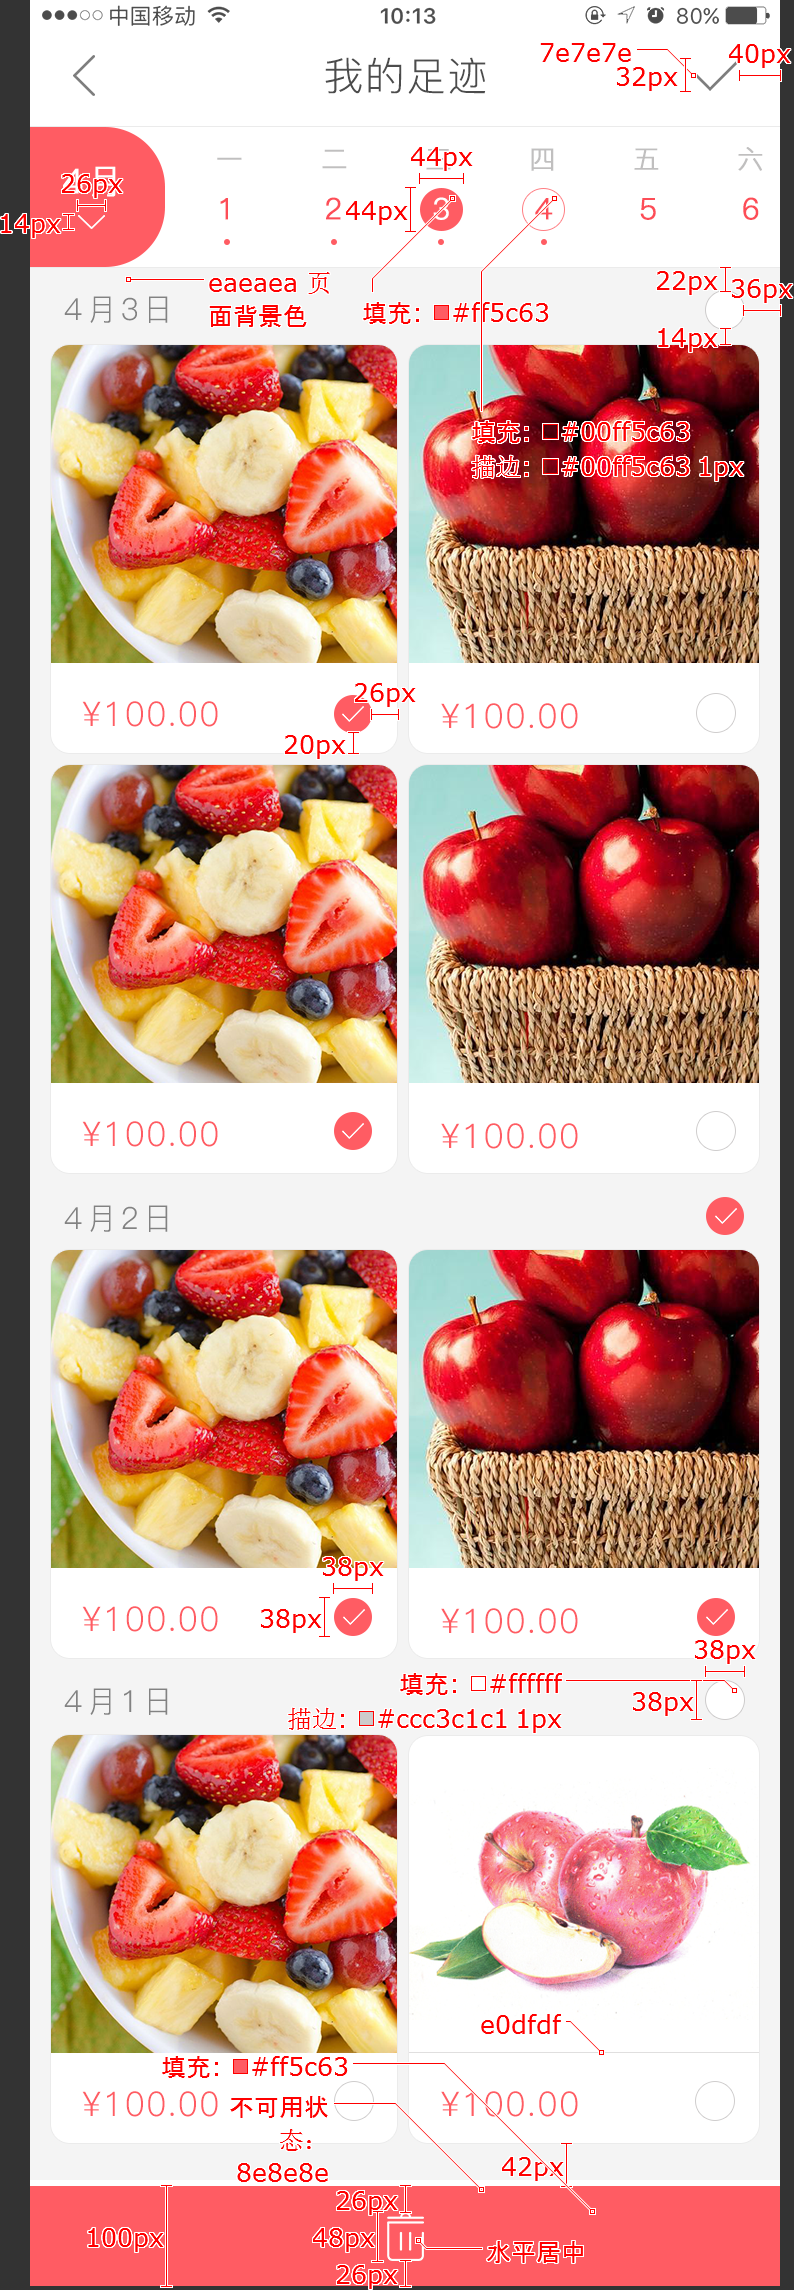 中国移动 10:13 80%
我的足迹
7e7e7e
40px
32px
一 二 四 五 六
44px
26px
1 2 3 4 5 6
44px
14px
eaeaea 页
面背景色
填充: #ff5c63
22px
36px
14px
4月3日
填充: #00ff5c63
描边: #00ff5c63 1px
¥100.00
26px
20px
¥100.00
¥100.00
¥100.00
4月2日
38px
38px
¥100.00
¥100.00
38px
4月1日
填充: #ffffff
描边: #ccc3c1c1 1px
38px
e0dfdf
填充: #ff5c63
¥100.00
¥100.00
不可用状
态:
8e8e8e
42px
26px
100px
48px
水平居中
26px